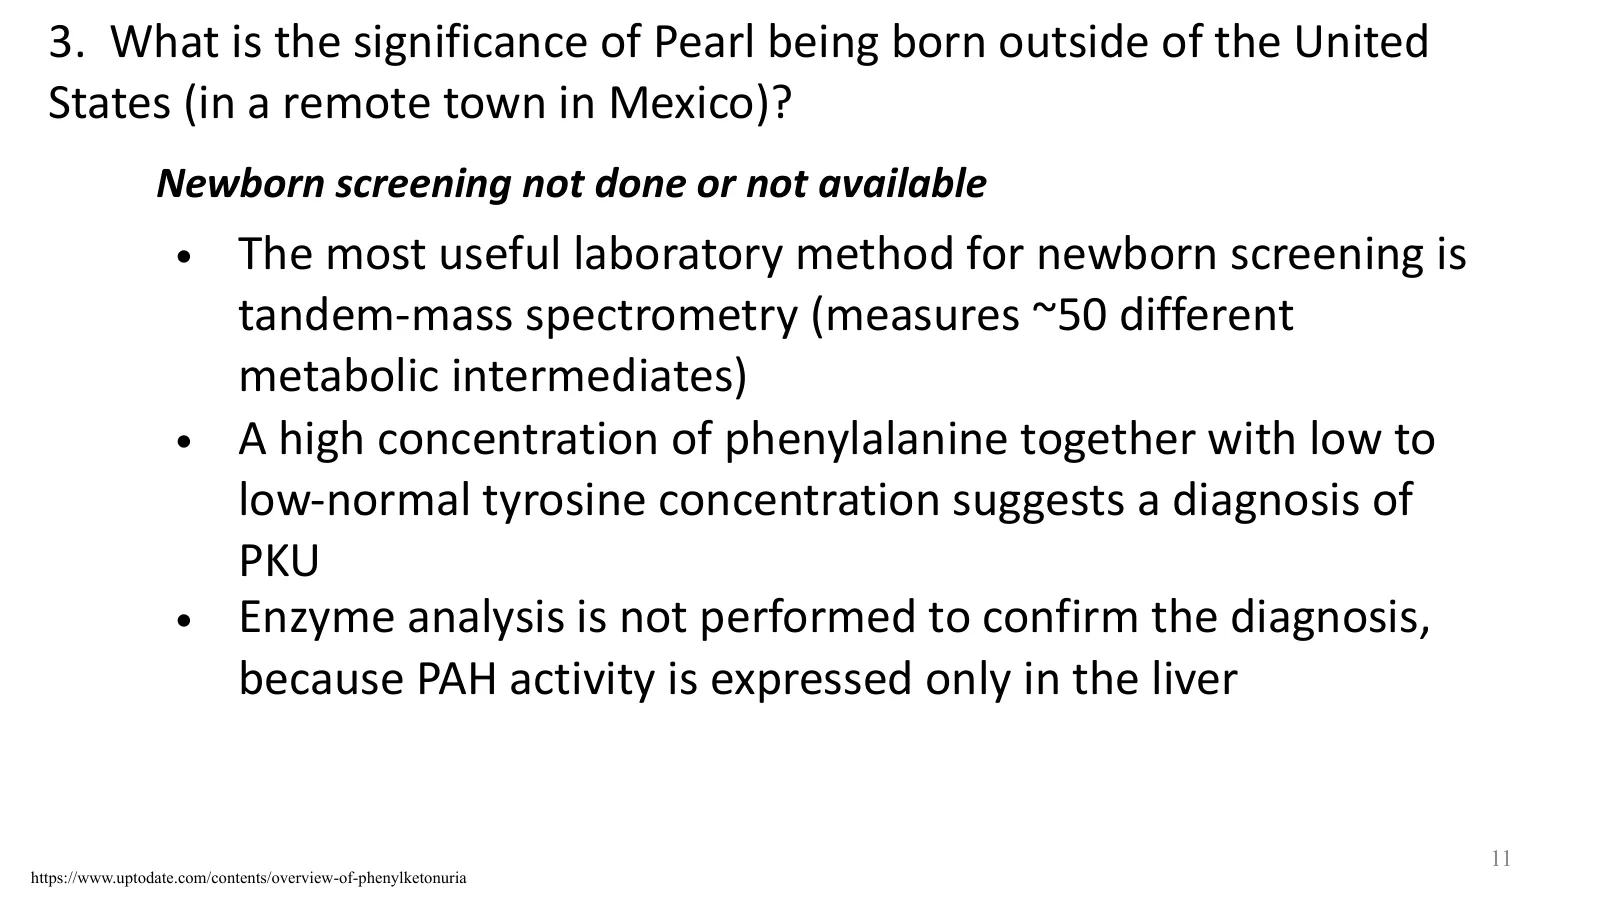 3.  What is the significance of Pearl being born outside of the United
States (in a remote town in Mexico)?
Newborn screening not done or not available
• The most useful laboratory method for newborn screening is
tandem-mass spectrometry (measures ~50 different
metabolic intermediates)
• A high concentration of phenylalanine together with low to
low-normal tyrosine concentration suggests a diagnosis of
PKU
• Enzyme analysis is not performed to confirm the diagnosis,
because PAH activity is expressed only in the liver
11
https://www.uptodate.com/contents/overview-of-phenylketonuria